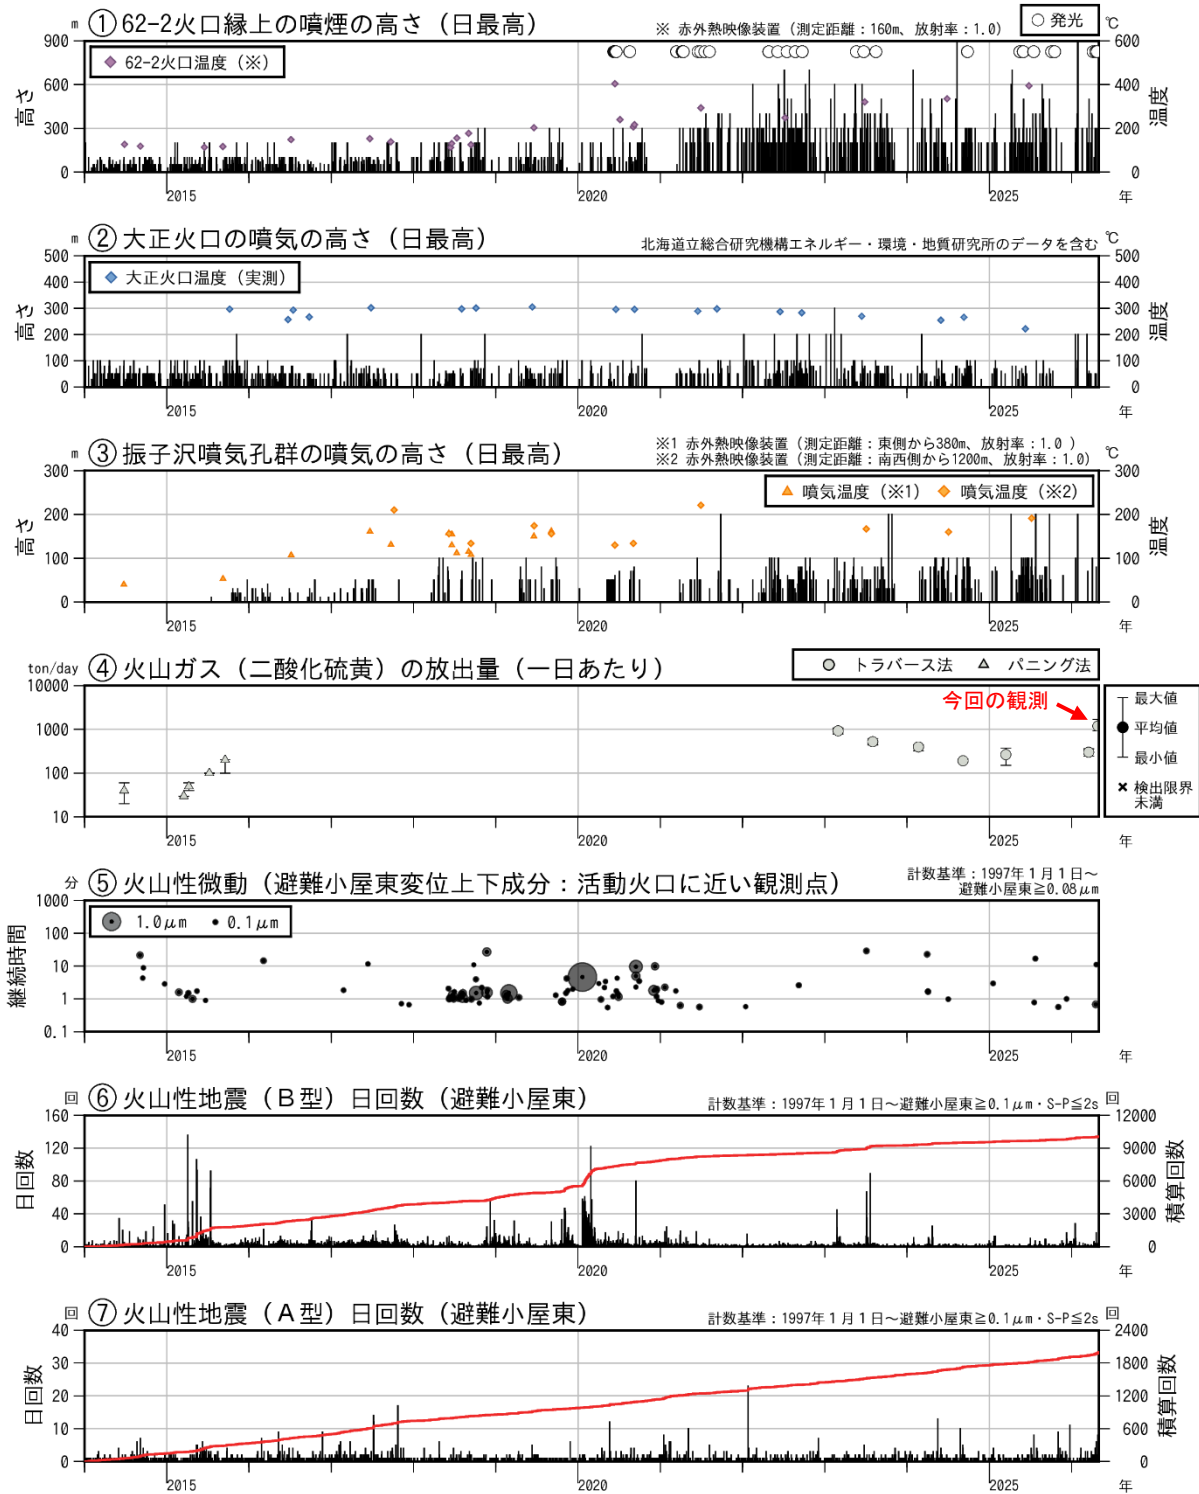 m ① 62-2火口縁上の噴煙の高さ（日最高） ※ 赤外熱映像装置（測定距離：160m、放射率：1.0） ○ 発光 ℃
900 600
◆ 62-2火口温度（※）
600 400
高さ 温度
300 200
0 0
2015 2020 2025 年
m ② 大正火口の噴気の高さ（日最高） 北海道立総合研究機構エネルギー・環境・地質研究所のデータを含む ℃
500 500
◆ 大正火口温度（実測）
400 400
300 300
高さ 温度
200 200
100 100
0 0
2015 2020 2025 年
m ③ 振子沢噴気孔群の噴気の高さ（日最高） ※1 赤外熱映像装置（測定距離：東側から380m、放射率：1.0 ） ℃
※2 赤外熱映像装置（測定距離：南西側から1200m、放射率：1.0）
300 300
▲ 噴気温度（※1） ◆ 噴気温度（※2）
200 200
高さ 温度
100 100
0 0
2015 2020 2025 年
ton/day ④ 火山ガス（二酸化硫黄）の放出量（一日あたり） ○ トラバース法 △ パニング法
10000
今回の観測
最大値
1000
平均値
最小値
100
× 検出限界
未満
10
2015 2020 2025 年
分 ⑤ 火山性微動（避難小屋東変位上下成分：活動火口に近い観測点） 計数基準：1997年１月１日～
避難小屋東≧0.08μm
1000
1.0μm 0.1μm
100
継続時間
10
1
0.1
2015 2020 2025 年
回 ⑥ 火山性地震（Ｂ型）日回数（避難小屋東） 計数基準：1997年１月１日～避難小屋東≧0.1μm・S-P≦2s 回
160 12000
120 9000
日回数 積算回数
80 6000
40 3000
0 0
2015 2020 2025 年
回 ⑦ 火山性地震（Ａ型）日回数（避難小屋東） 計数基準：1997年１月１日～避難小屋東≧0.1μm・S-P≦2s 回
40 2400
30 1800
日回数 積算回数
20 1200
10 600
0 0
2015 2020 2025 年